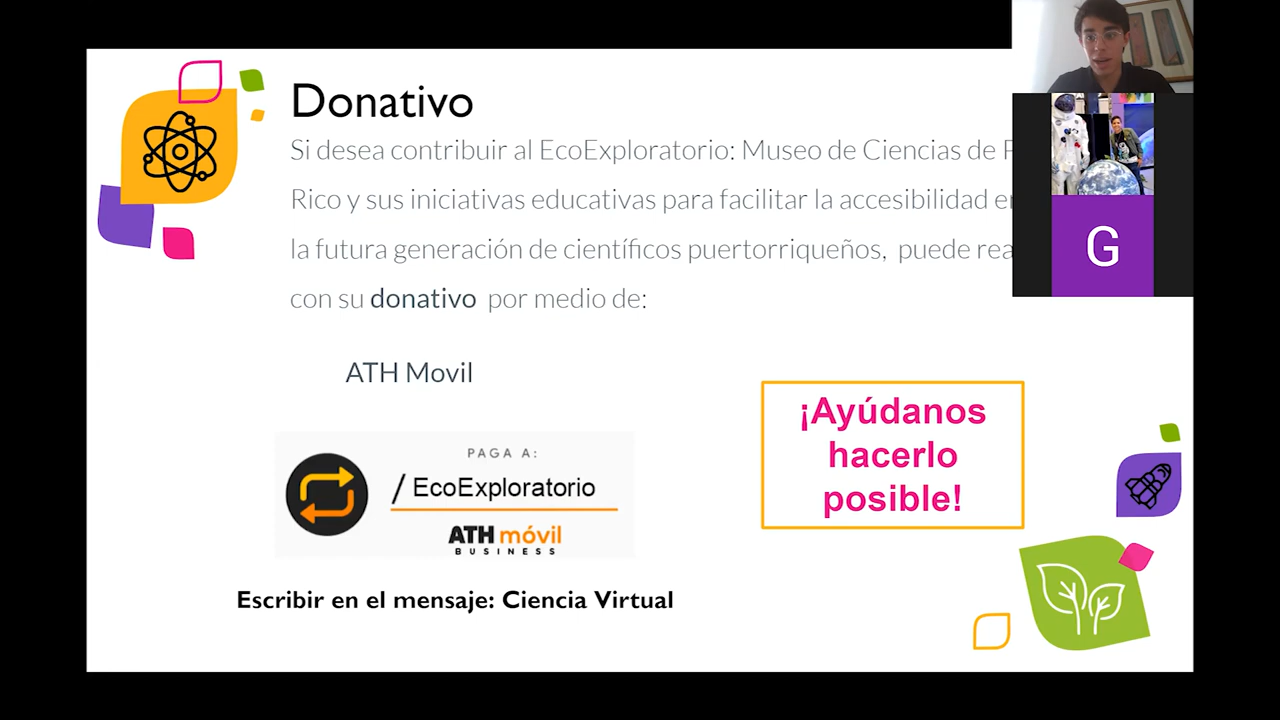 Donativo
Si desea contribuir al EcoExploratorio: Museo de Ciencias de
Rico y sus iniciativas educativas para facilitar la accesibilidad
la futura generación de científicos puertorriqueños, puede
con su donativo por medio de:
G
ATH Movil
¡Ayúdanos
hacerlo
posible!
PAGA A:
/ EcoExploratorio
ATH móvil
BUSINESS
Escribir en el mensaje: Ciencia Virtual